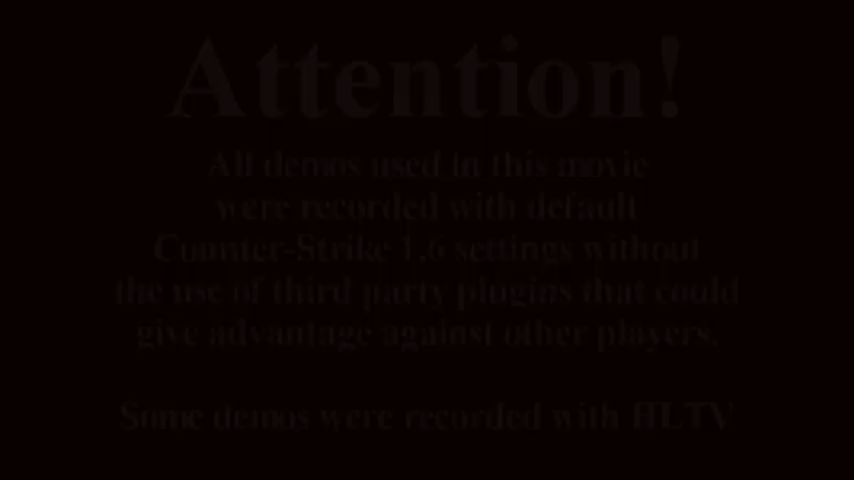 Attention!
All demos used in this movie
were recorded with default
Counter-Strike 1.6 settings without
the use of third party plugins that could
give advantage against other players.
Some demos were recorded with HLTV